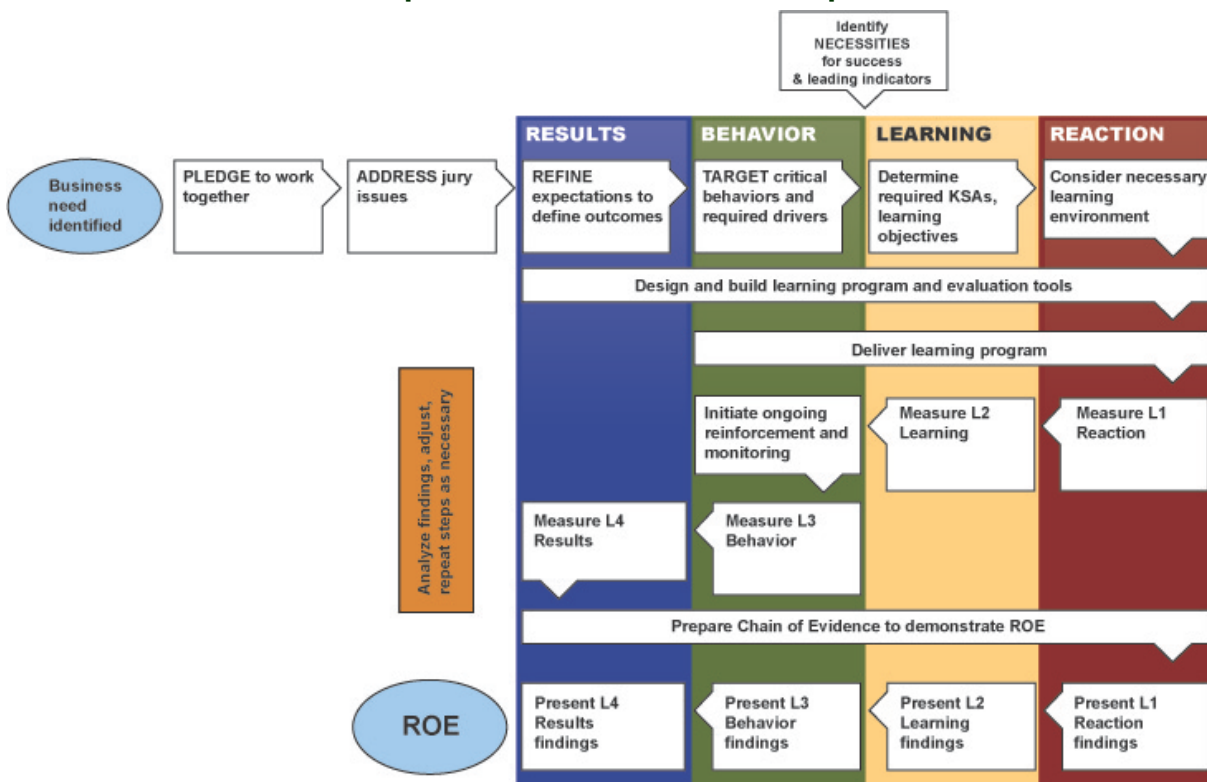 Identify
NECESSITIES
for success
& leading indicators
RESULTS
BEHAVIOR
LEARNING
REACTION
Business
need
identified
PLEDGE to work
together
ADDRESS jury
issues
REFINE
expectations to
define outcomes
TARGET critical
behaviors and
required drivers
Determine
required KSAs,
learning
objectives
Consider necessary
learning
environment
Design and build learning program and evaluation tools
Deliver learning program
Analyze findings, adjust,
repeat steps as necessary
Initiate ongoing
reinforcement and
monitoring
Measure L2
Learning
Measure L1
Reaction
Measure L4
Results
Measure L3
Behavior
Prepare Chain of Evidence to demonstrate ROE
ROE
Present L4
Results
findings
Present L3
Behavior
findings
Present L2
Learning
findings
Present L1
Reaction
findings